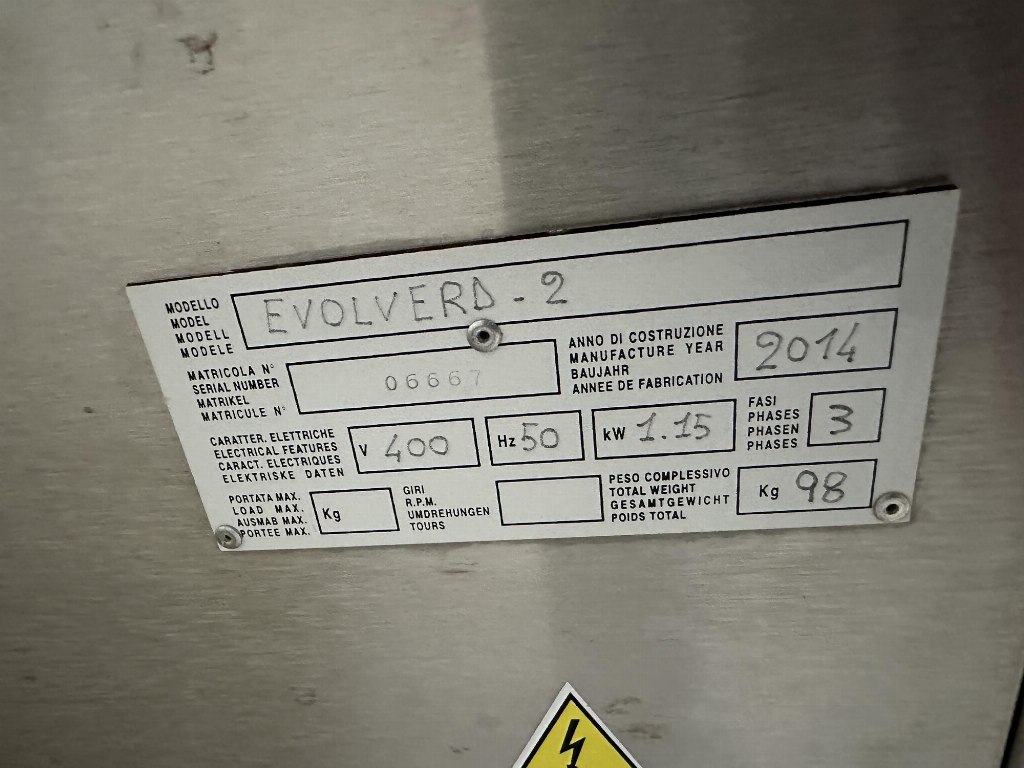 MODELLO
MODEL
MODELL
MODELE
EVOLVERD - 2
MATRICOLA N°
SERIAL NUMBER
MATRIKEL
MATRICULE N°
06667
ANNO DI COSTRUZIONE
MANUFACTURE YEAR
BAUJAHR
ANNEE DE FABRICATION
2014
CARATTER. ELETTRICHE
ELECTRICAL FEATURES
CARACT. ELECTRIQUES
ELEKTRISKE DATEN
V 400
Hz 50
kW 1.15
FASI
PHASES
PHASEN
PHASES
3
PORTATA MAX.
LOAD MAX.
AUSMAB MAX.
PORTEE MAX.
Kg
GIRI
R.P.M.
UMDREHUNGEN
TOURS
PESO COMPLESSIVO
TOTAL WEIGHT
GESAMTGEWICHT
POIDS TOTAL
Kg 98